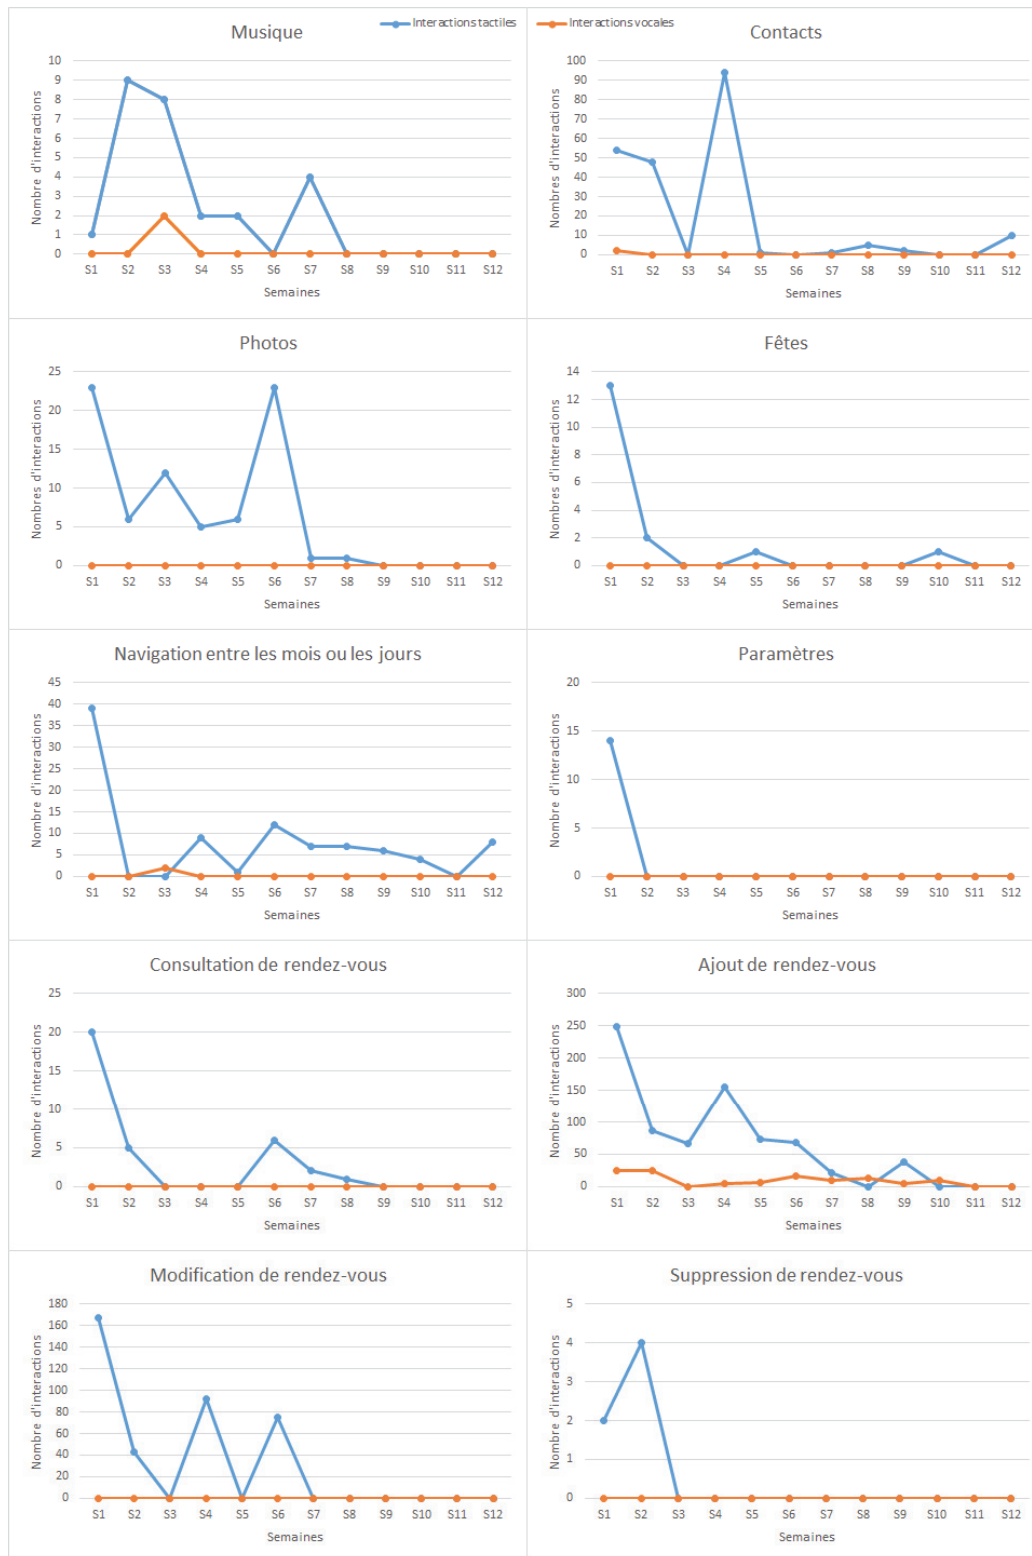 Musique
Interactions tactiles
Interactions vocales
Nombre d'interactions
10
9
8
7
6
5
4
3
2
1
0
S1 S2 S3 S4 S5 S6 S7 S8 S9 S10 S11 S12
Semaines
Contacts
Nombres d'interactions
100
90
80
70
60
50
40
30
20
10
0
S1 S2 S3 S4 S5 S6 S7 S8 S9 S10 S11 S12
Semaines
Photos
Nombres d'interactions
25
20
15
10
5
0
S1 S2 S3 S4 S5 S6 S7 S8 S9 S10 S11 S12
Semaines
Fêtes
Nombres d'interactions
14
12
10
8
6
4
2
0
S1 S2 S3 S4 S5 S6 S7 S8 S9 S10 S11 S12
Semaines
Navigation entre les mois ou les jours
Nombre d'interactions
45
40
35
30
25
20
15
10
5
0
S1 S2 S3 S4 S5 S6 S7 S8 S9 S10 S11 S12
Semaines
Paramètres
Nombre d'interactions
20
15
10
5
0
S1 S2 S3 S4 S5 S6 S7 S8 S9 S10 S11 S12
Semaines
Consultation de rendez-vous
Nombre d'interactions
25
20
15
10
5
0
S1 S2 S3 S4 S5 S6 S7 S8 S9 S10 S11 S12
Semaines
Ajout de rendez-vous
Nombre d'interactions
300
250
200
150
100
50
0
S1 S2 S3 S4 S5 S6 S7 S8 S9 S10 S11 S12
Semaines
Modification de rendez-vous
Nombre d'interactions
180
160
140
120
100
80
60
40
20
0
S1 S2 S3 S4 S5 S6 S7 S8 S9 S10 S11 S12
Semaines
Suppression de rendez-vous
Nombre d'interactions
5
4
3
2
1
0
S1 S2 S3 S4 S5 S6 S7 S8 S9 S10 S11 S12
Semaines